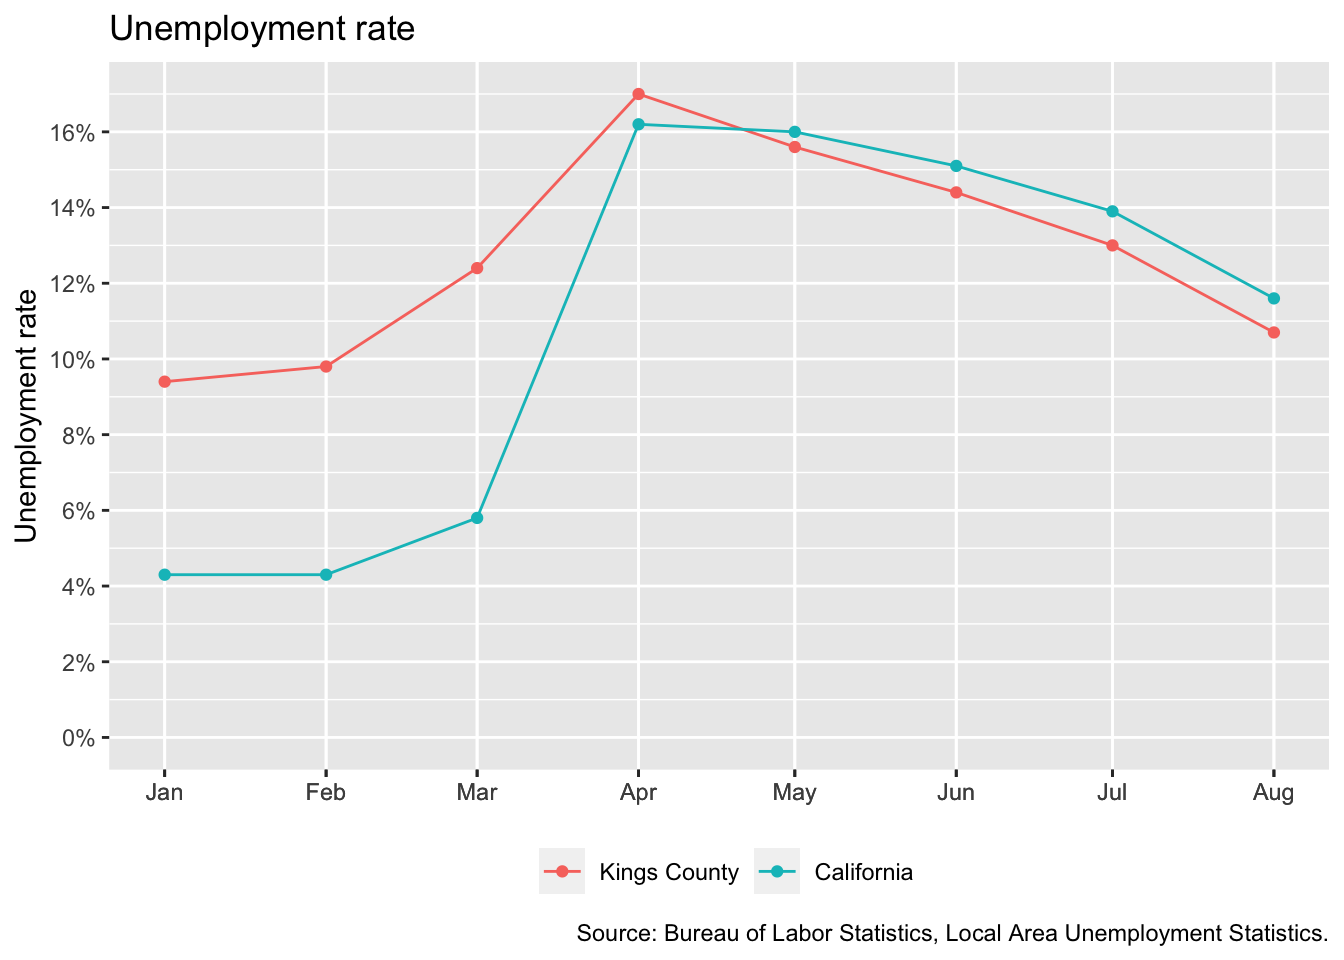 Unemployment rate
Unemployment rate
16%
14%
12%
10%
8%
6%
4%
2%
0%
Jan Feb Mar Apr May Jun Jul Aug
Kings County California
Source: Bureau of Labor Statistics, Local Area Unemployment Statistics.